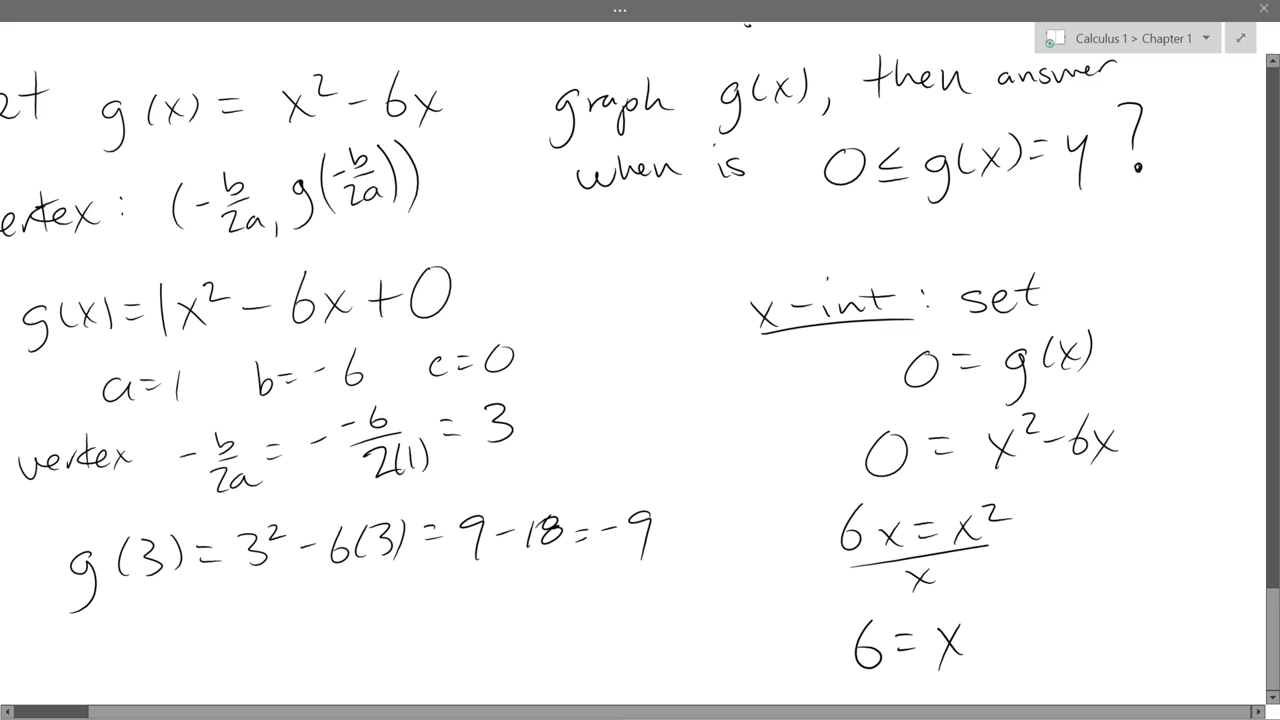 ...
Calculus 1 > Chapter 1
et g(x) = x² - 6x
graph g(x), then answer
when is 0 ≤ g(x) = y ?
ertex : (-b/2a, g(-b/2a))
g(x) = 1x² - 6x + 0
a=1 b=-6 c=0
vertex -b/2a = - -6/2(1) = 3
g(3) = 3² - 6(3) = 9 - 18 = -9
x-int : set
0 = g(x)
0 = x² - 6x
6x = x²
x
6 = x